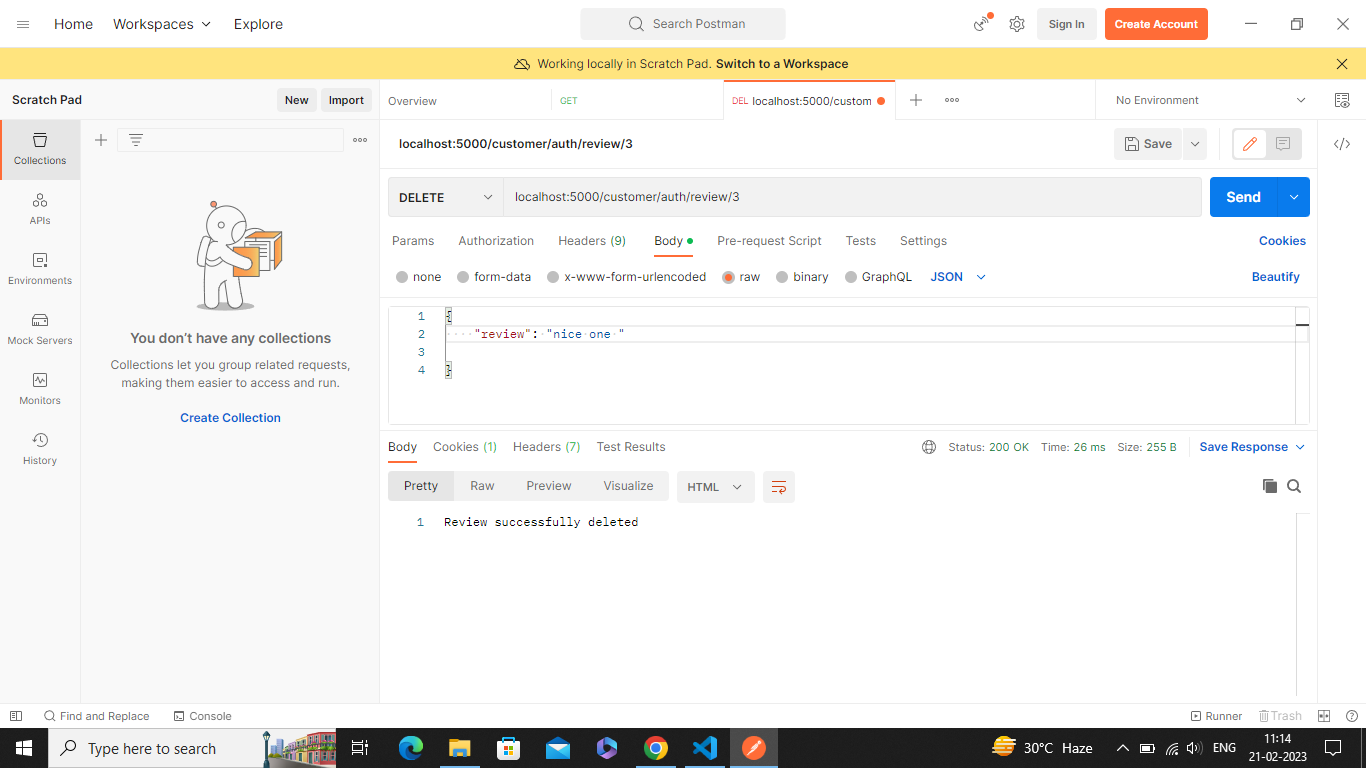 Home Workspaces Explore Search Postman Sign In Create Account
Working locally in Scratch Pad. Switch to a Workspace
Scratch Pad New Import Overview GET DEL localhost:5000/custom No Environment
Collections
APIs
Environments
Mock Servers
Monitors
History
You don’t have any collections
Collections let you group related requests,
making them easier to access and run.
Create Collection
localhost:5000/customer/auth/review/3 Save
DELETE localhost:5000/customer/auth/review/3 Send
Params Authorization Headers (9) Body Pre-request Script Tests Settings Cookies
none form-data x-www-form-urlencoded raw binary GraphQL JSON Beautify
1 {
2 "review": "nice one "
3
4 }
Body Cookies (1) Headers (7) Test Results Status: 200 OK Time: 26 ms Size: 255 B Save Response
Pretty Raw Preview Visualize HTML
1 Review successfully deleted
Find and Replace Console Runner Trash
Type here to search 30°C Haze ENG 11:14
21-02-2023